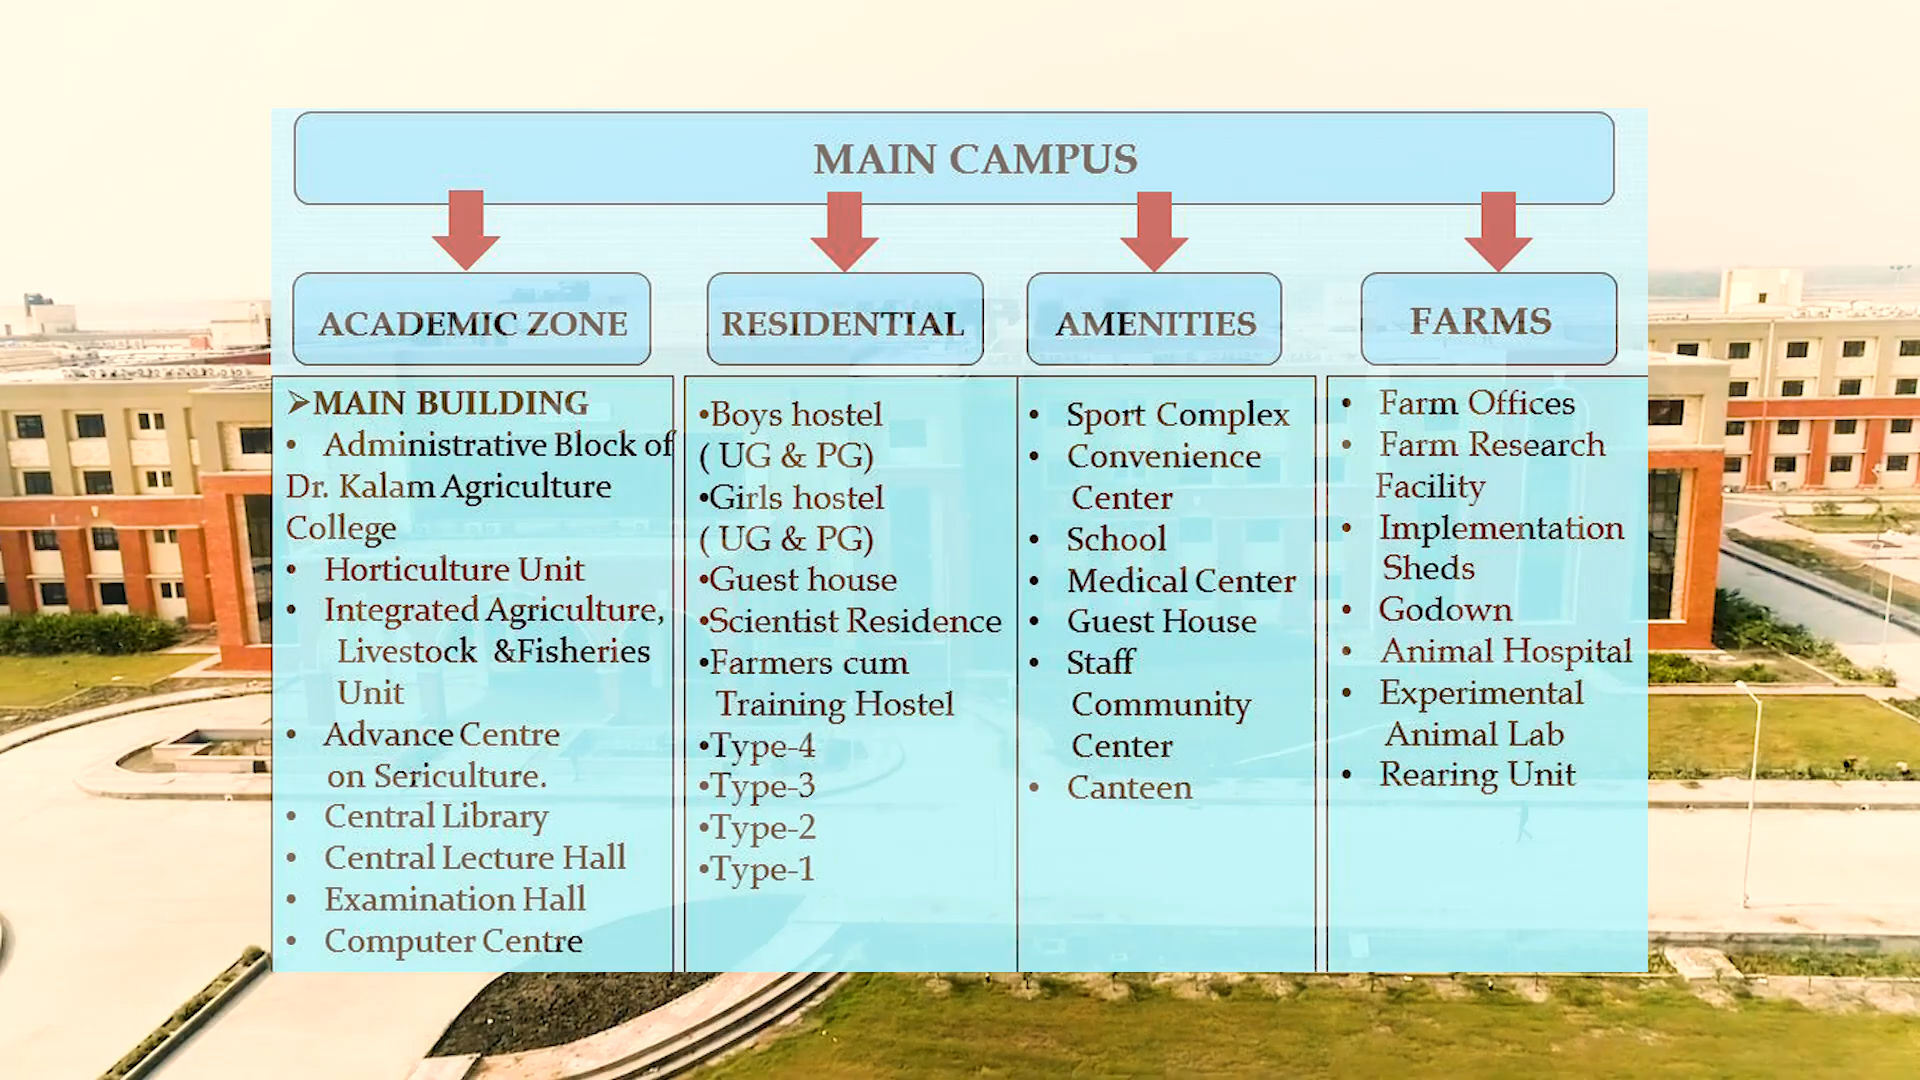 MAIN CAMPUS
ACADEMIC ZONE
➢MAIN BUILDING
• Administrative Block of
Dr. Kalam Agriculture
College
• Horticulture Unit
• Integrated Agriculture,
Livestock &Fisheries
Unit
• Advance Centre
on Sericulture.
• Central Library
• Central Lecture Hall
• Examination Hall
• Computer Centre
RESIDENTIAL
•Boys hostel
( UG & PG)
•Girls hostel
( UG & PG)
•Guest house
•Scientist Residence
•Farmers cum
Training Hostel
•Type-4
•Type-3
•Type-2
•Type-1
AMENITIES
• Sport Complex
• Convenience
Center
• School
• Medical Center
• Guest House
• Staff
Community
Center
• Canteen
FARMS
• Farm Offices
• Farm Research
Facility
• Implementation
Sheds
• Godown
• Animal Hospital
• Experimental
Animal Lab
• Rearing Unit